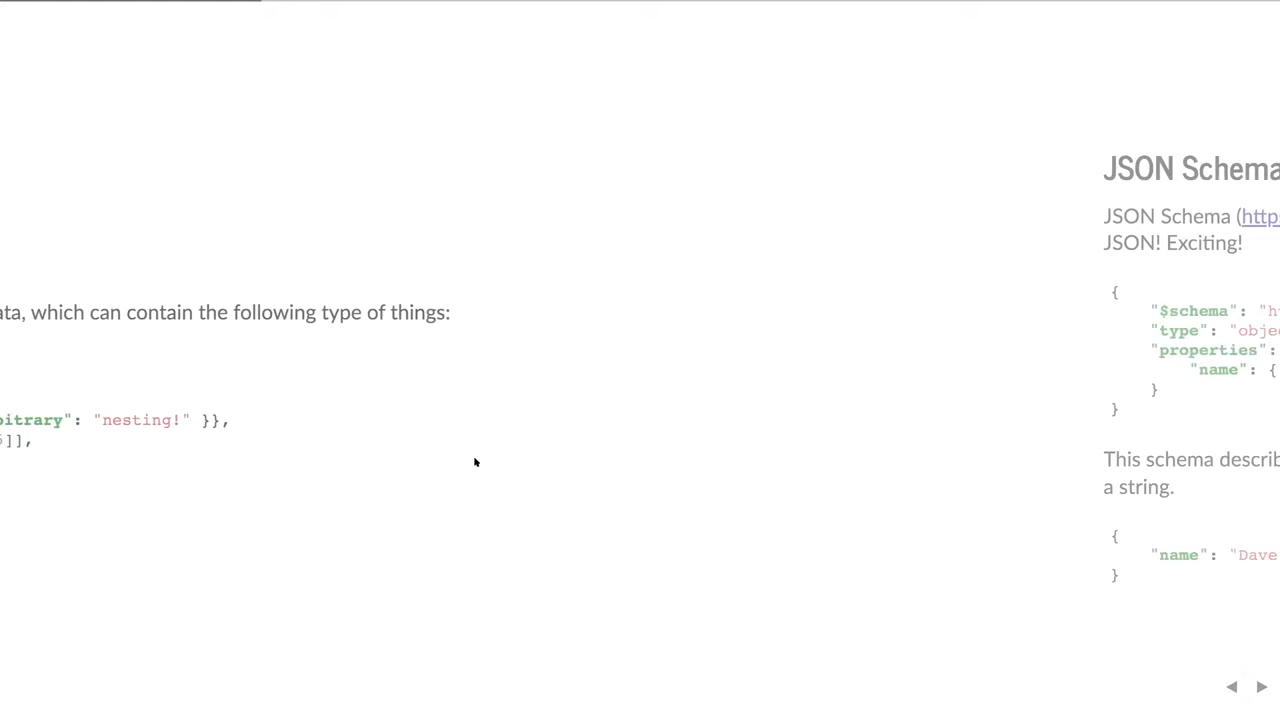 ata, which can contain the following type of things:
bitrary": "nesting!" }},
]],
JSON Schema
JSON Schema (http
JSON! Exciting!
{
"$schema": "h
"type": "obje
"properties":
"name": {
}
}
This schema describ
a string.
{
"name": "Dave
}